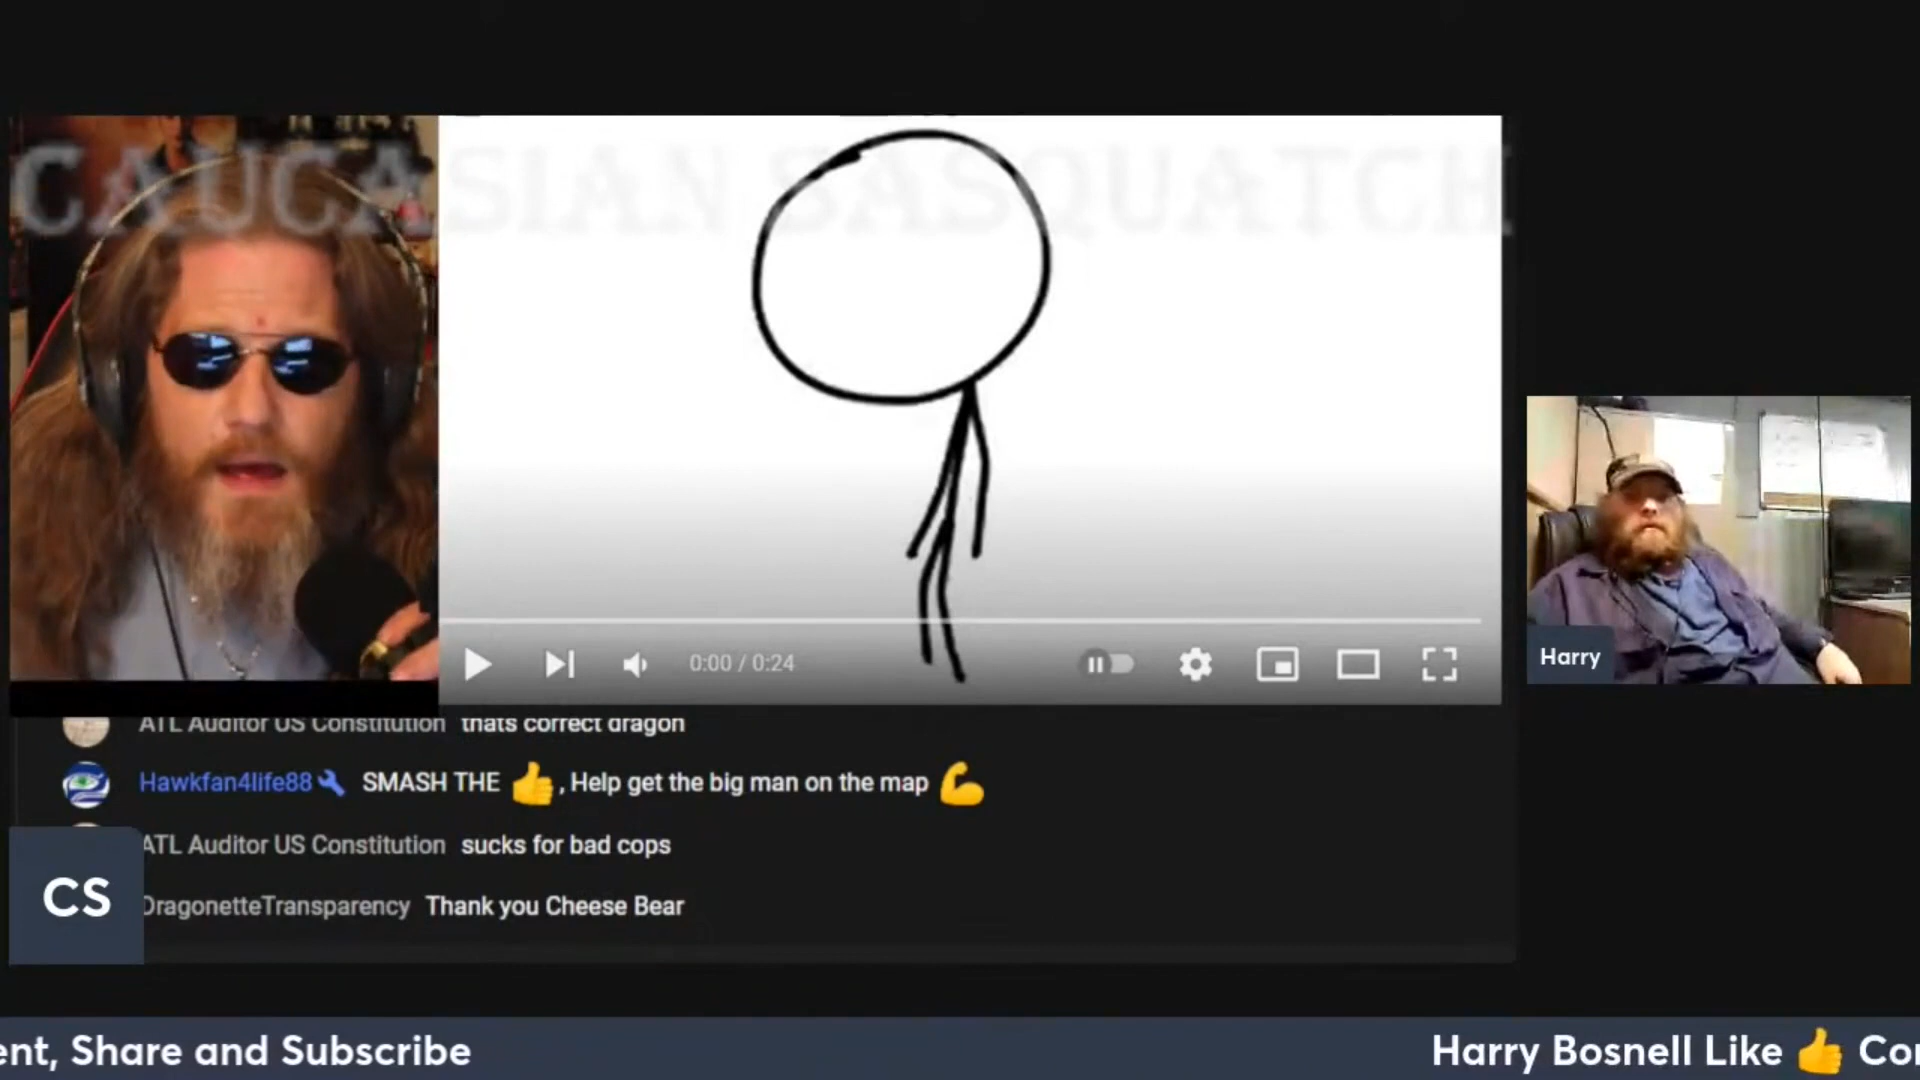 CAUCASIAN SASQUATCH
0:00 / 0:24
Harry
ATL Auditor US Constitution thats correct dragon
Hawkfan4life88 SMASH THE 👍, Help get the big man on the map 💪
ATL Auditor US Constitution sucks for bad cops
CS
DragonetteTransparency Thank you Cheese Bear
ent, Share and Subscribe
Harry Bosnell Like 👍 Co